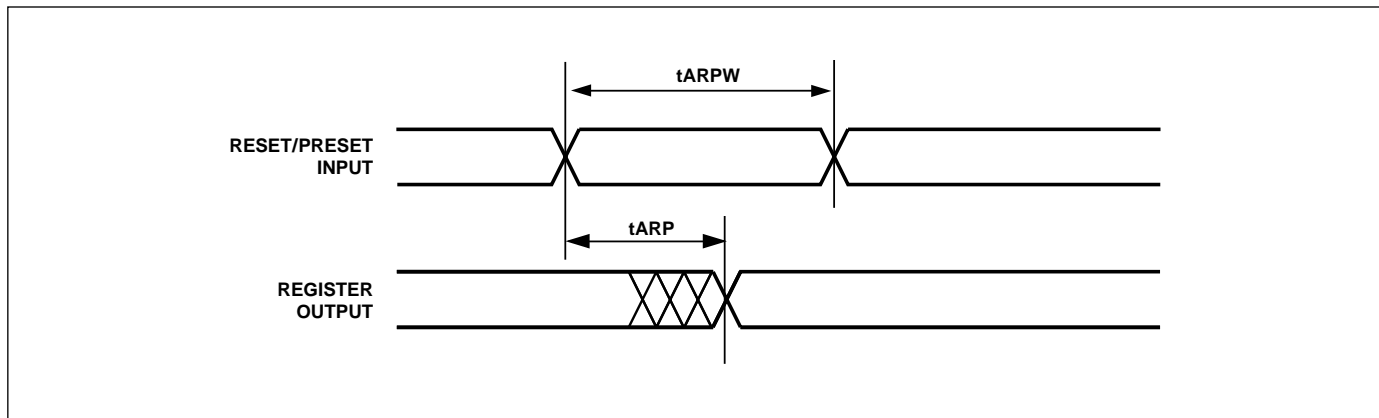 tARPW
RESET/PRESET
INPUT
tARP
REGISTER
OUTPUT